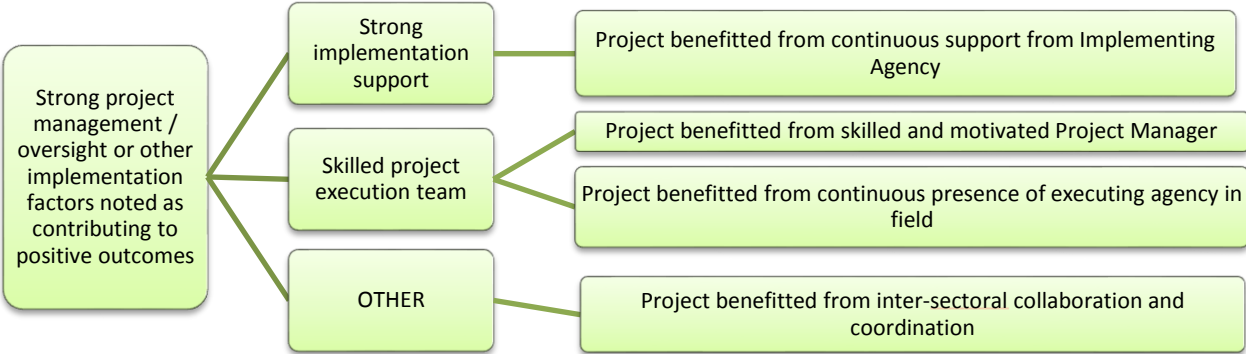 Strong project
management /
oversight or other
implementation
factors noted as
contributing to
positive outcomes
Strong
implementation
support
Project benefitted from continuous support from Implementing
Agency
Skilled project
execution team
Project benefitted from skilled and motivated Project Manager
Project benefitted from continuous presence of executing agency in
field
OTHER
Project benefitted from inter-sectoral collaboration and
coordination